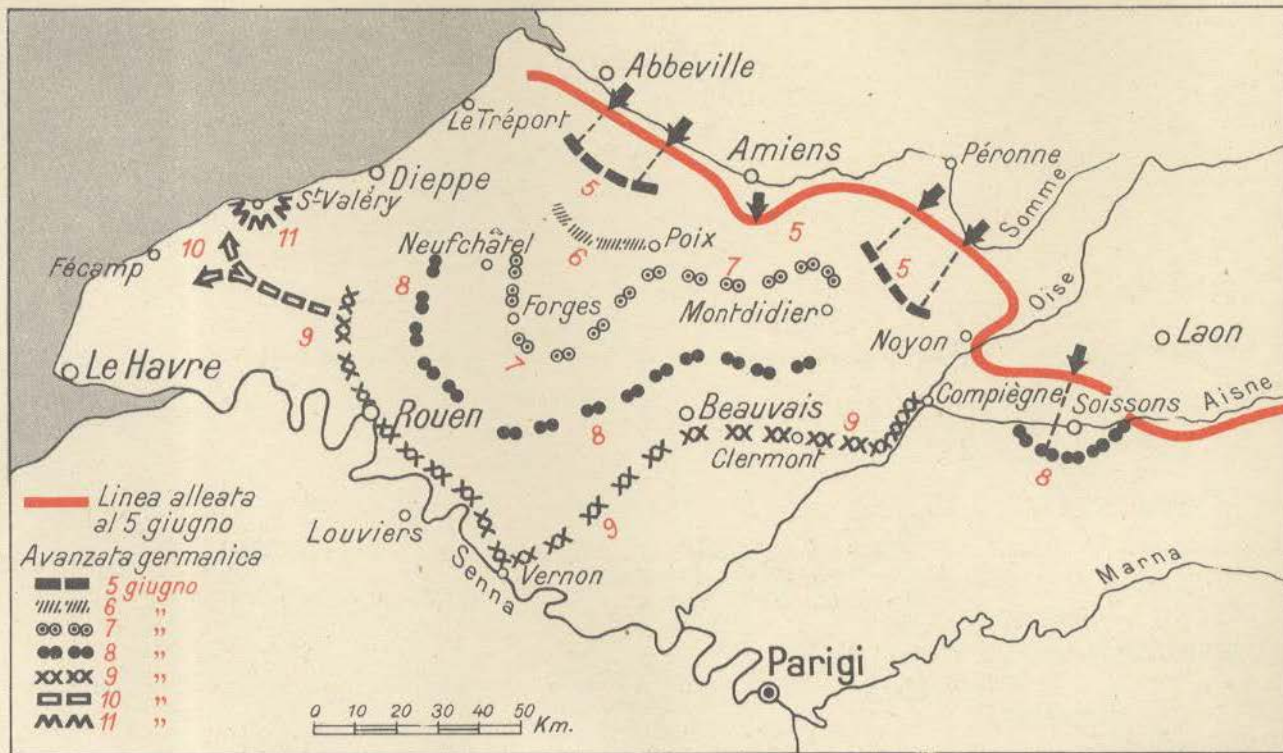 Abbeville
Le Tréport
Amiens
Péronne
Dieppe
Somme
St Valéry
5
5
5
10
11
Neufchâtel
Poix
6
7
Fécamp
8
Forges
Montdidier
Oise
Noyon
Laon
9
7
Le Havre
Compiègne
Soissons
Aisne
Rouen
Beauvais
9
8
Clermont
8
Linea alleata
al 5 giugno
Louviers
9
Avanzata germanica
Vernon
Senna
Marna
5 giugno
6 „
7 „
8 „
9 „
10 „
11 „
Parigi
0 10 20 30 40 50 Km.